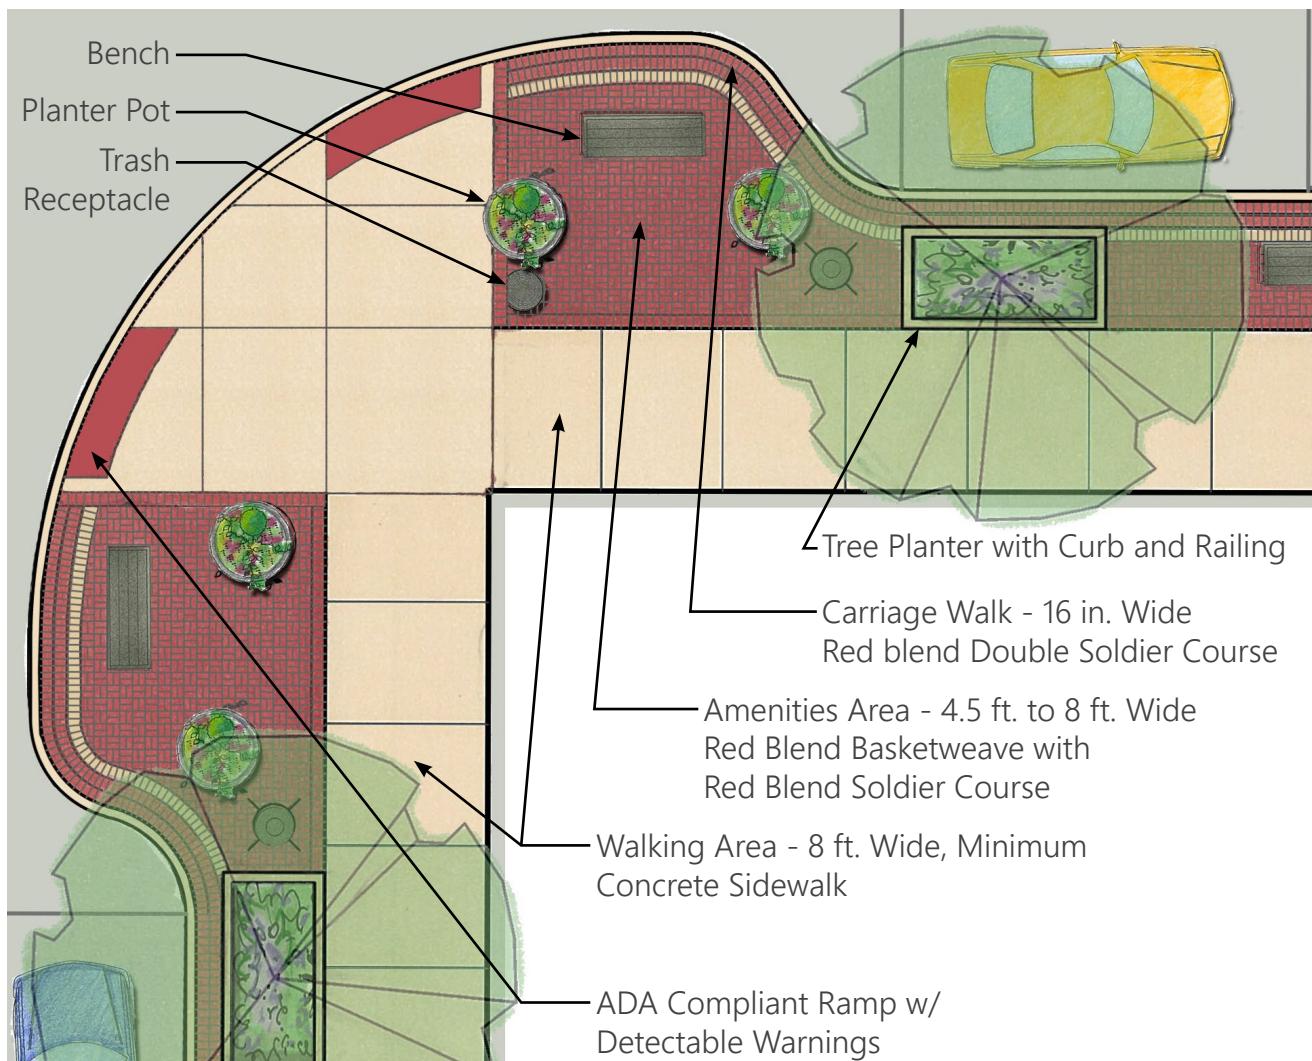 Bench
Planter Pot
Trash
Receptacle
Tree Planter with Curb and Railing
Carriage Walk - 16 in. Wide
Red blend Double Soldier Course
Amenities Area - 4.5 ft. to 8 ft. Wide
Red Blend Basketweave with
Red Blend Soldier Course
Walking Area - 8 ft. Wide, Minimum
Concrete Sidewalk
ADA Compliant Ramp w/
Detectable Warnings